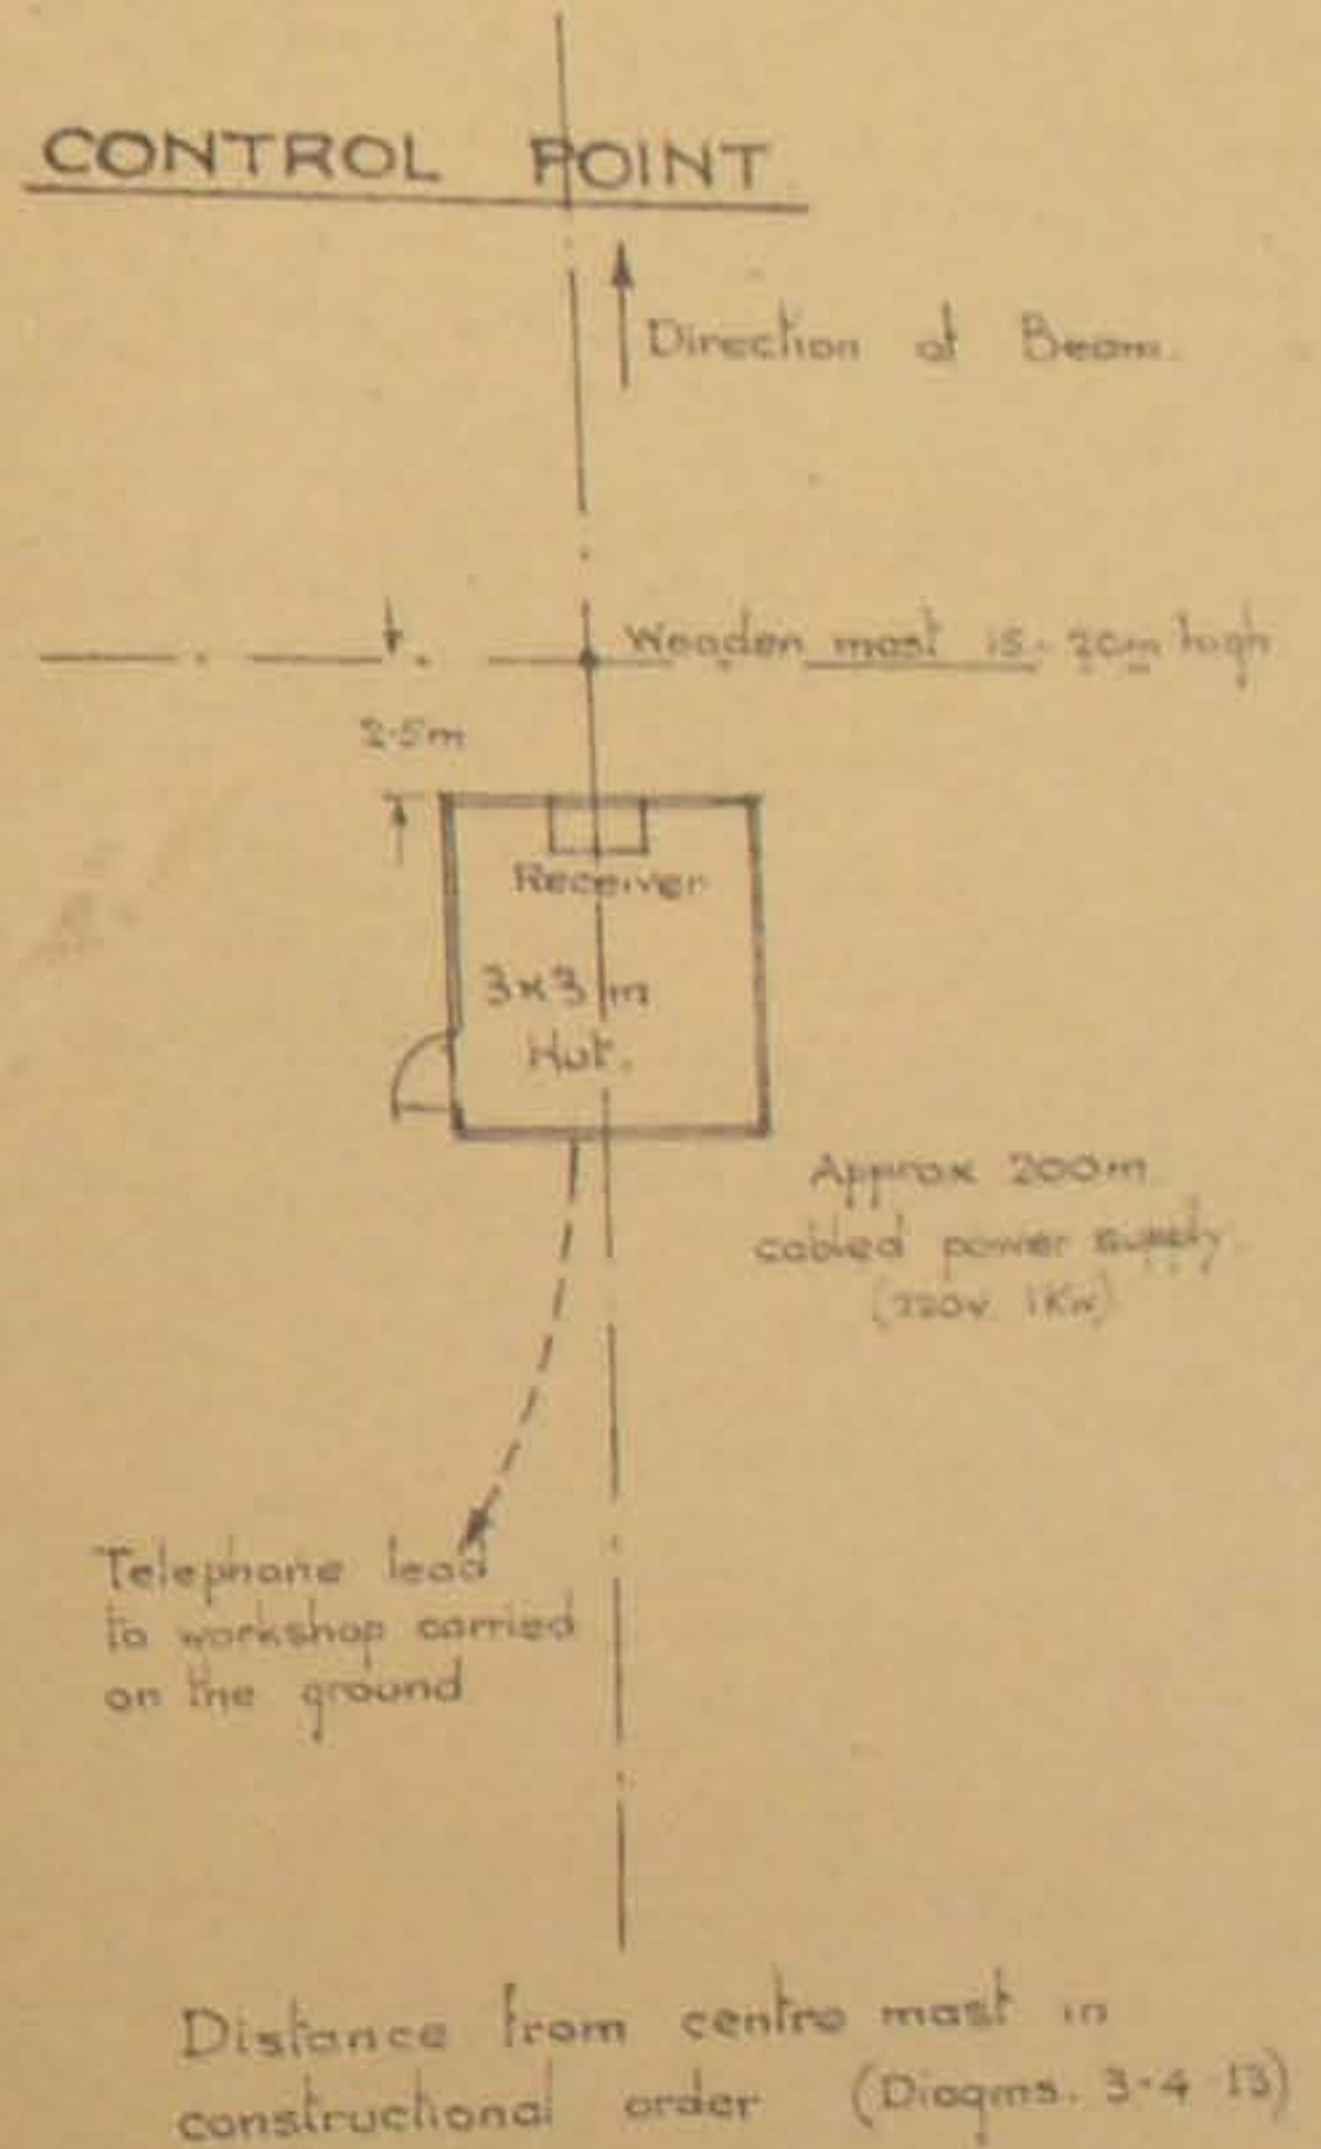 CONTROL POINT
Direction of Beam.
Wooden mast 15-20m high
2.5m
Receiver
3x3 m
Hut.
Approx 200m
cabled power supply.
(220v. 1Kw)
Telephone lead
to workshop carried
on the ground
Distance from centre mast in
constructional order (Diagms. 3-4 13)